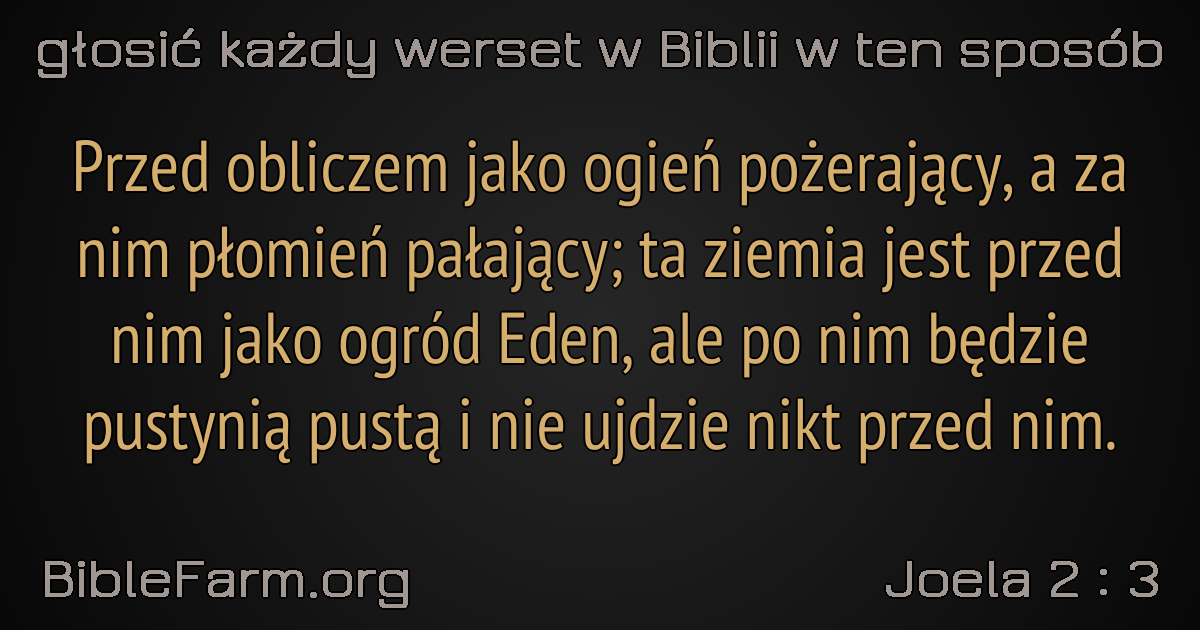 głosić każdy werset w Biblii w ten sposób
Przed obliczem jako ogień pożerający, a za
nim płomień pałający; ta ziemia jest przed
nim jako ogród Eden, ale po nim będzie
pustynią pustą i nie ujdzie nikt przed nim.
BibleFarm.org
Joela 2 : 3